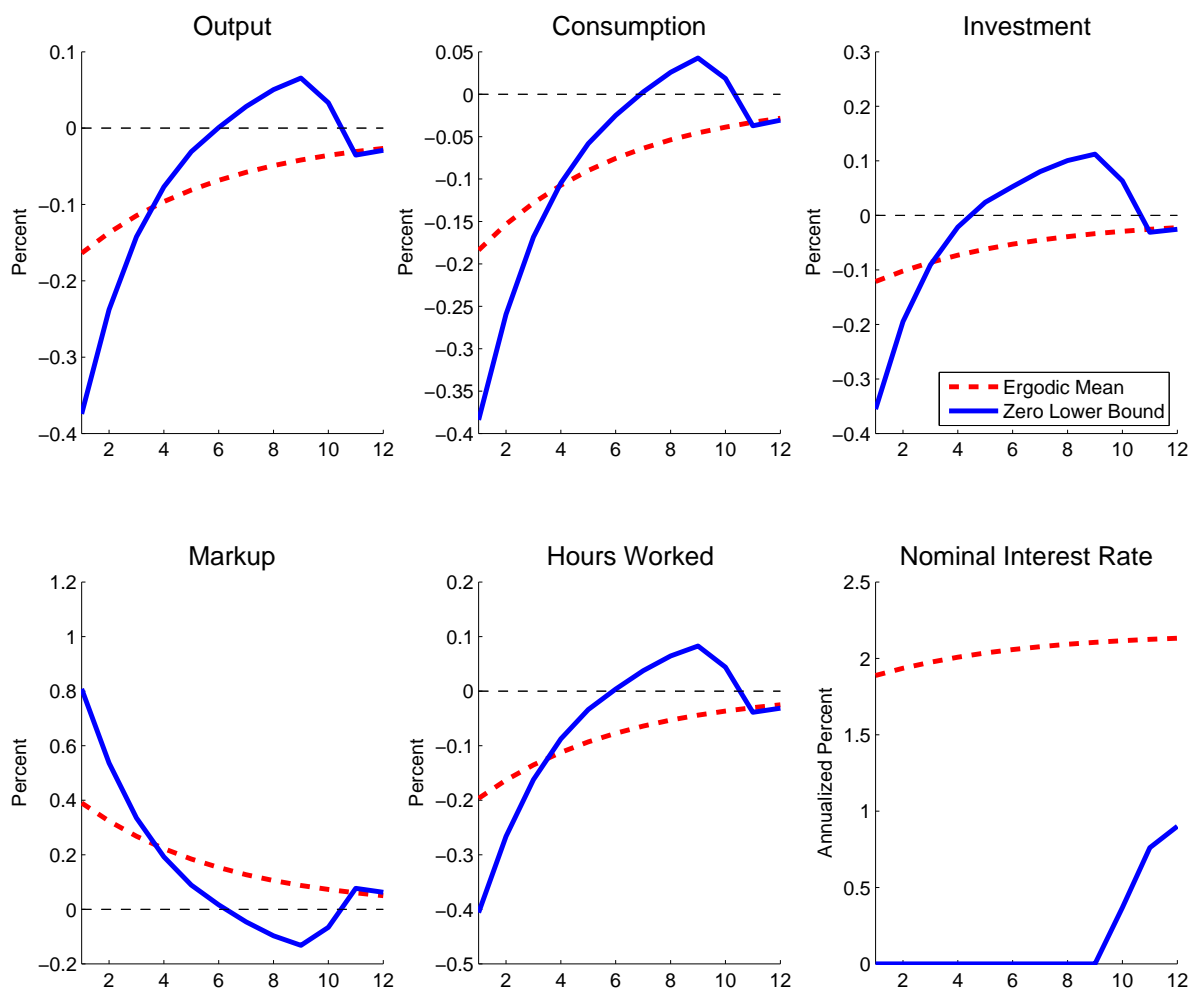 Output
Percent
0.1
0
−0.1
−0.2
−0.3
−0.4
2 4 6 8 10 12
Consumption
Percent
0.05
0
−0.05
−0.1
−0.15
−0.2
−0.25
−0.3
−0.35
−0.4
2 4 6 8 10 12
Investment
Percent
0.3
0.2
0.1
0
−0.1
−0.2
−0.3
−0.4
Ergodic Mean
Zero Lower Bound
2 4 6 8 10 12
Markup
Percent
1.2
1
0.8
0.6
0.4
0.2
0
−0.2
2 4 6 8 10 12
Hours Worked
Percent
0.2
0.1
0
−0.1
−0.2
−0.3
−0.4
−0.5
2 4 6 8 10 12
Nominal Interest Rate
Annualized Percent
2.5
2
1.5
1
0.5
0
2 4 6 8 10 12